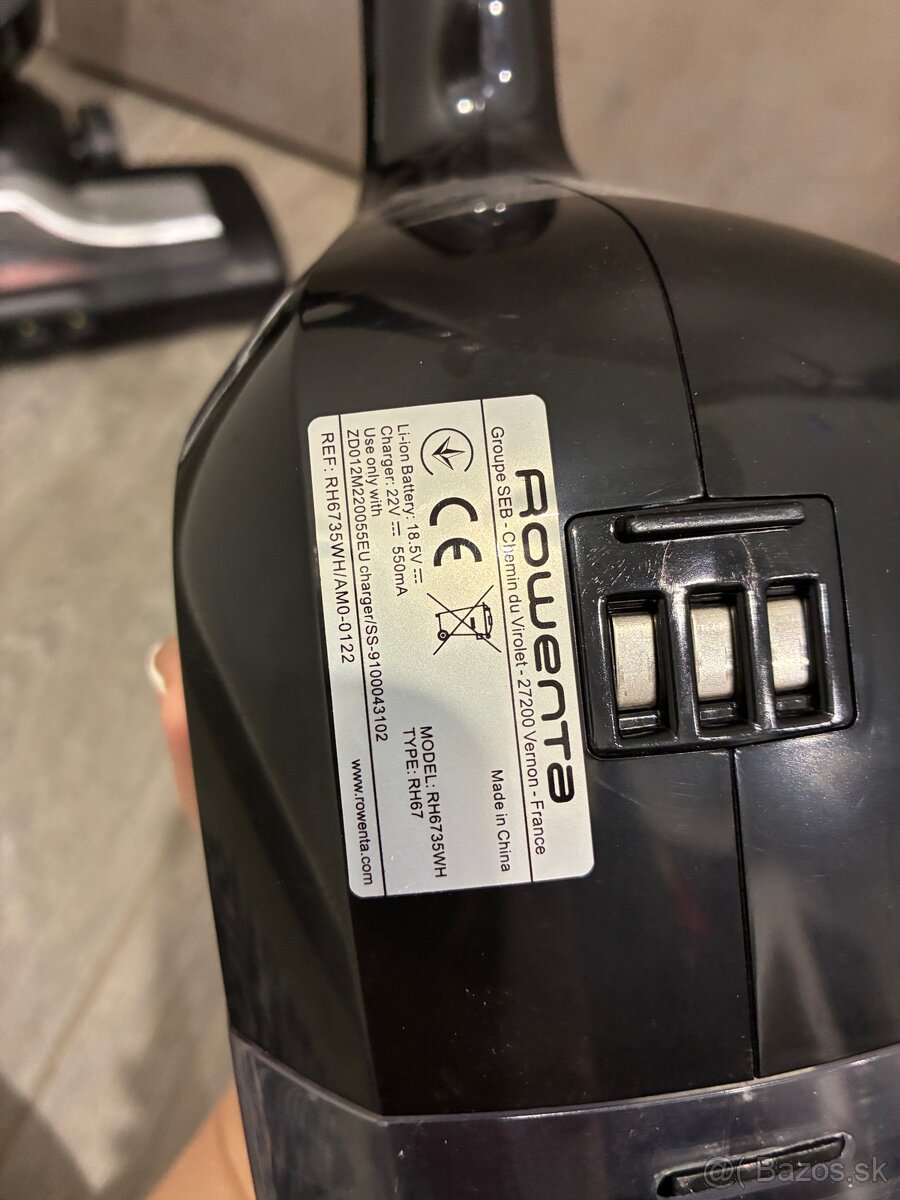 Rowenta
Groupe SEB - Chemin du Virolet - 27200 Vernon - France
Made in China
CE
MODEL: RH6735WH
TYPE: RH67
Li-ion Battery: 18.5V
Charger: 22V 550mA
Use only with
ZD012M220055EU charger/SS-9100043102
www.rowenta.com
REF: RH6735WH/AM0-0122
@( Bazos.sk